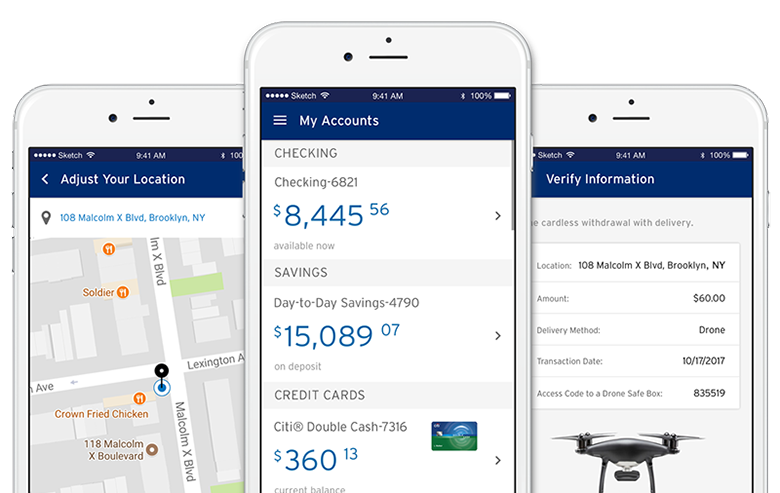 Sketch 9:41 AM 10
Adjust Your Location
108 Malcolm X Blvd, Brooklyn, NY
m X Blvd
Soldier
Lexington Av
n Ave
Crown Fried Chicken
Malcolm X Blvd
118 Malcolm
X Boulevard
Sketch 9:41 AM 100%
My Accounts
CHECKING
Checking-6821
$8,445 56
available now
SAVINGS
Day-to-Day Savings-4790
$15,089 07
on deposit
CREDIT CARDS
Citi® Double Cash-7316
citi
$360 13
current balance
Sketch 9:41 AM 100%
Verify Information
ne cardless withdrawal with delivery.
Location: 108 Malcolm X Blvd, Brooklyn, NY
Amount: $60.00
Delivery Method: Drone
Transaction Date: 10/17/2017
Access Code to a Drone Safe Box: 835519